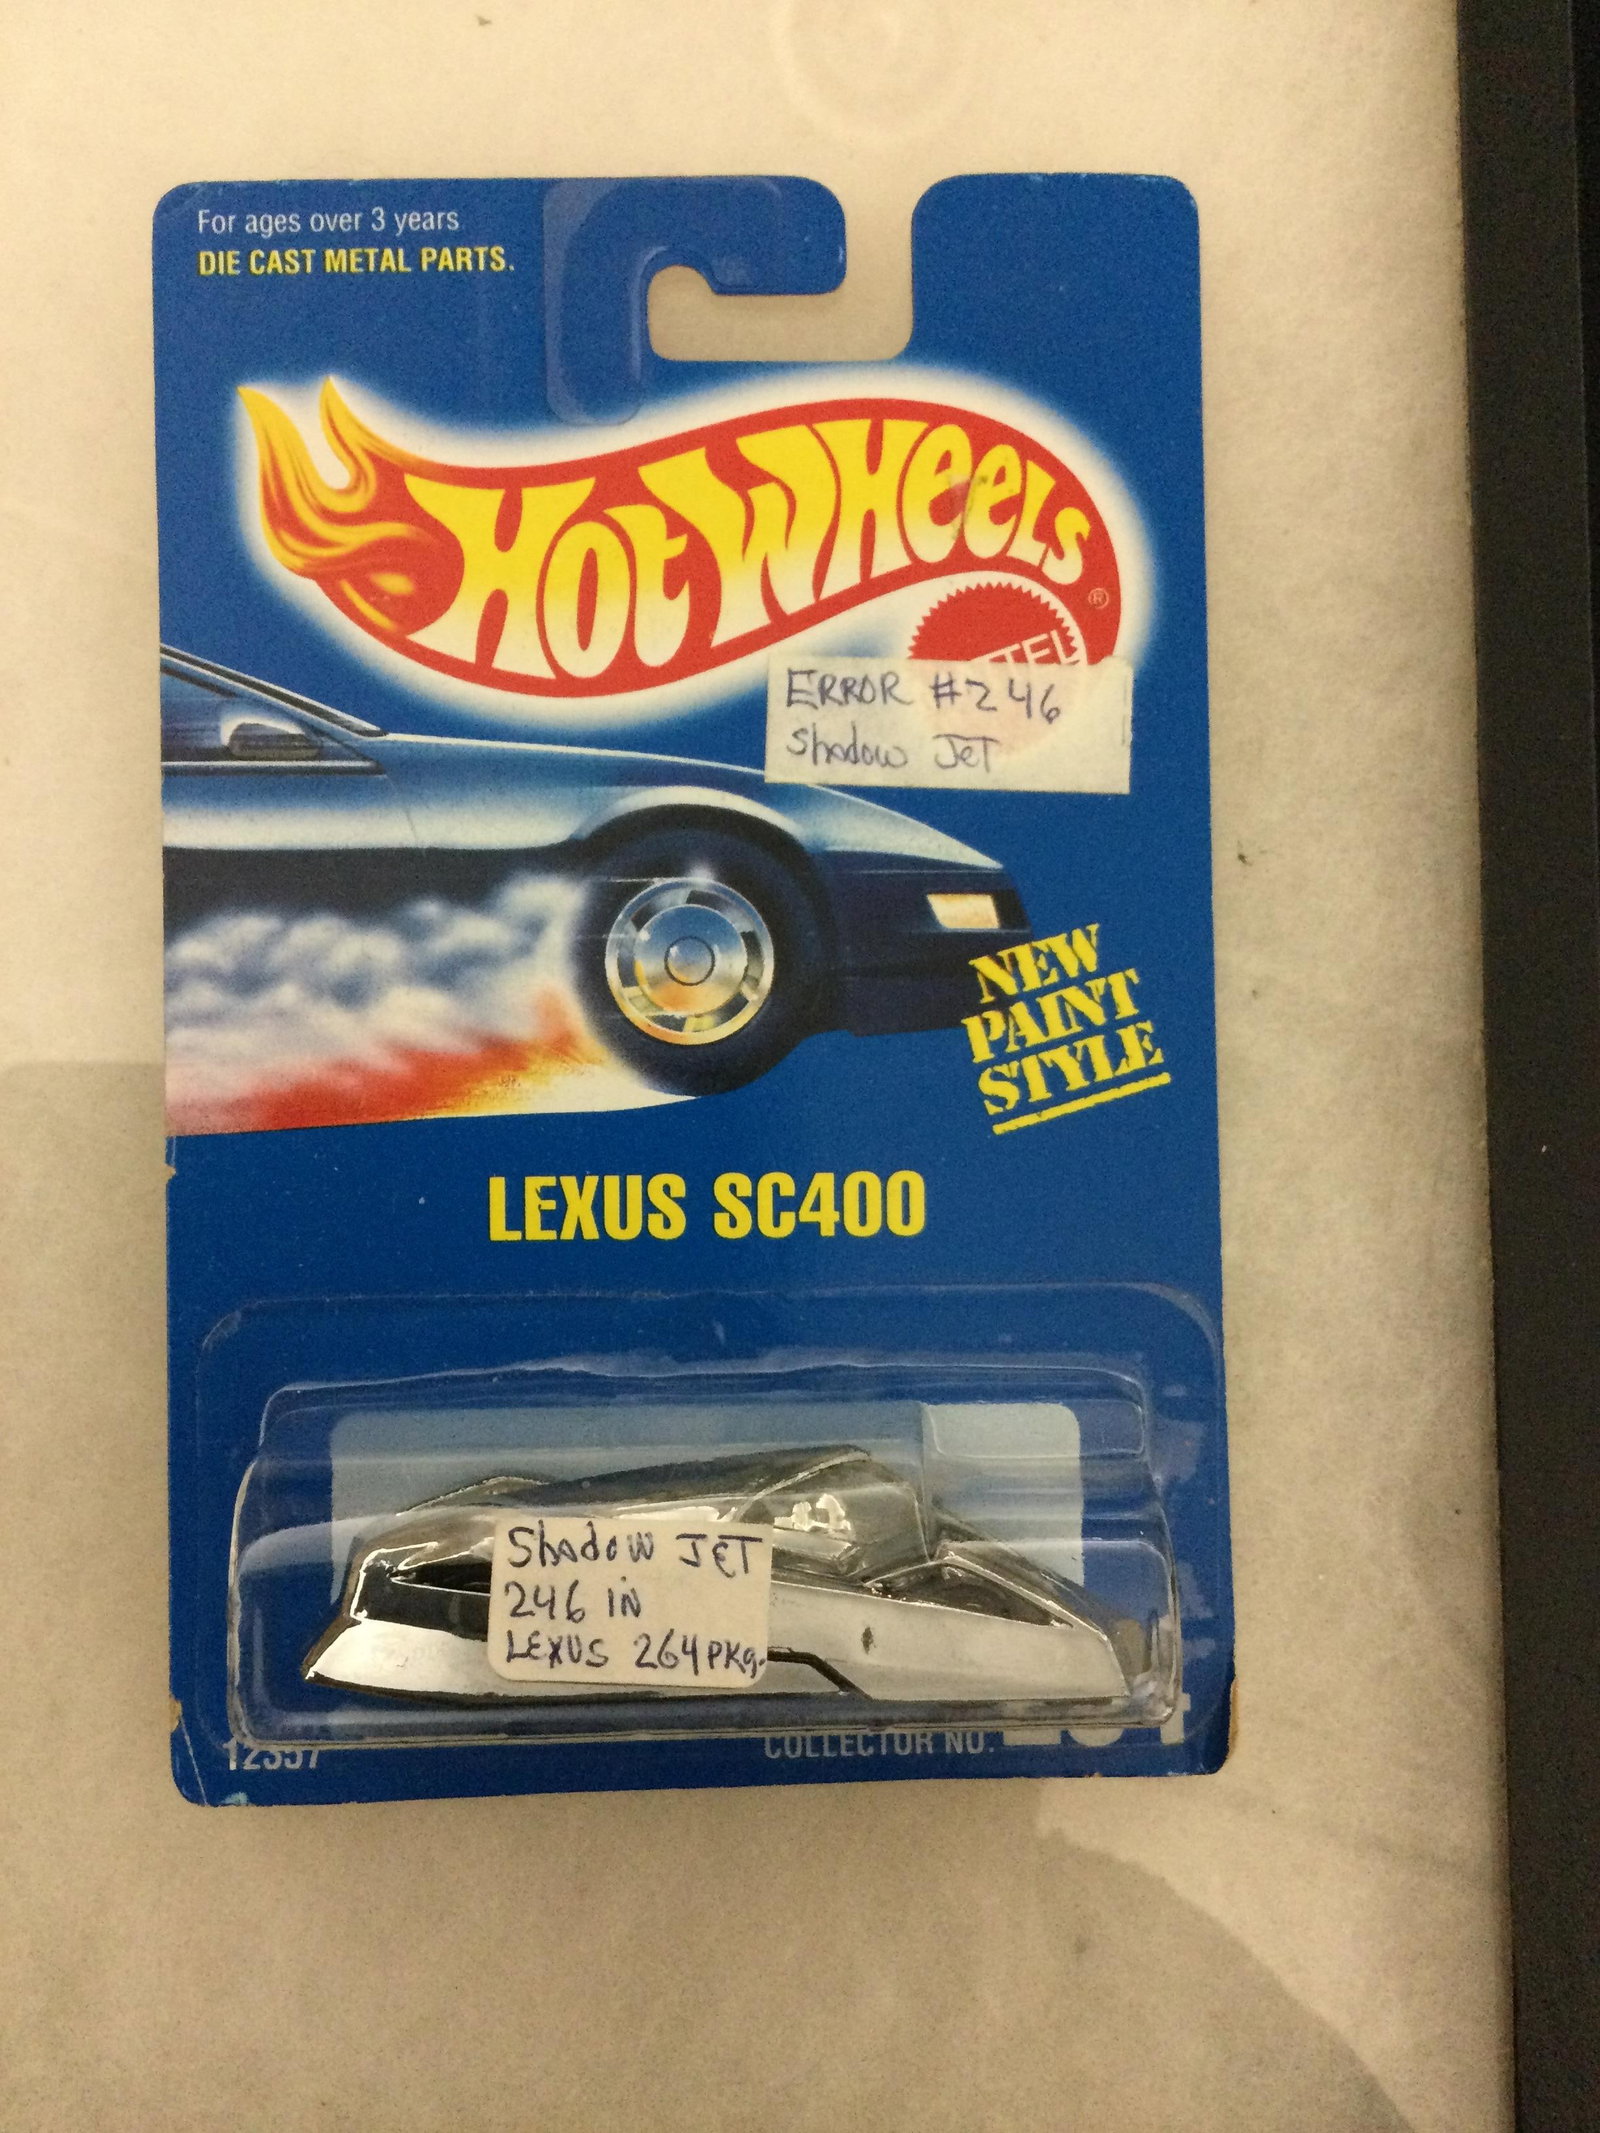 For ages over 3 years
DIE CAST METAL PARTS.
HOT WHEELS
®
ERROR #246
Shadow JeT
NEW
PAINT
STYLE
LEXUS SC400
Shadow JET
246 IN
LEXUS 264 PKg.
12357
COLLECTOR NO.